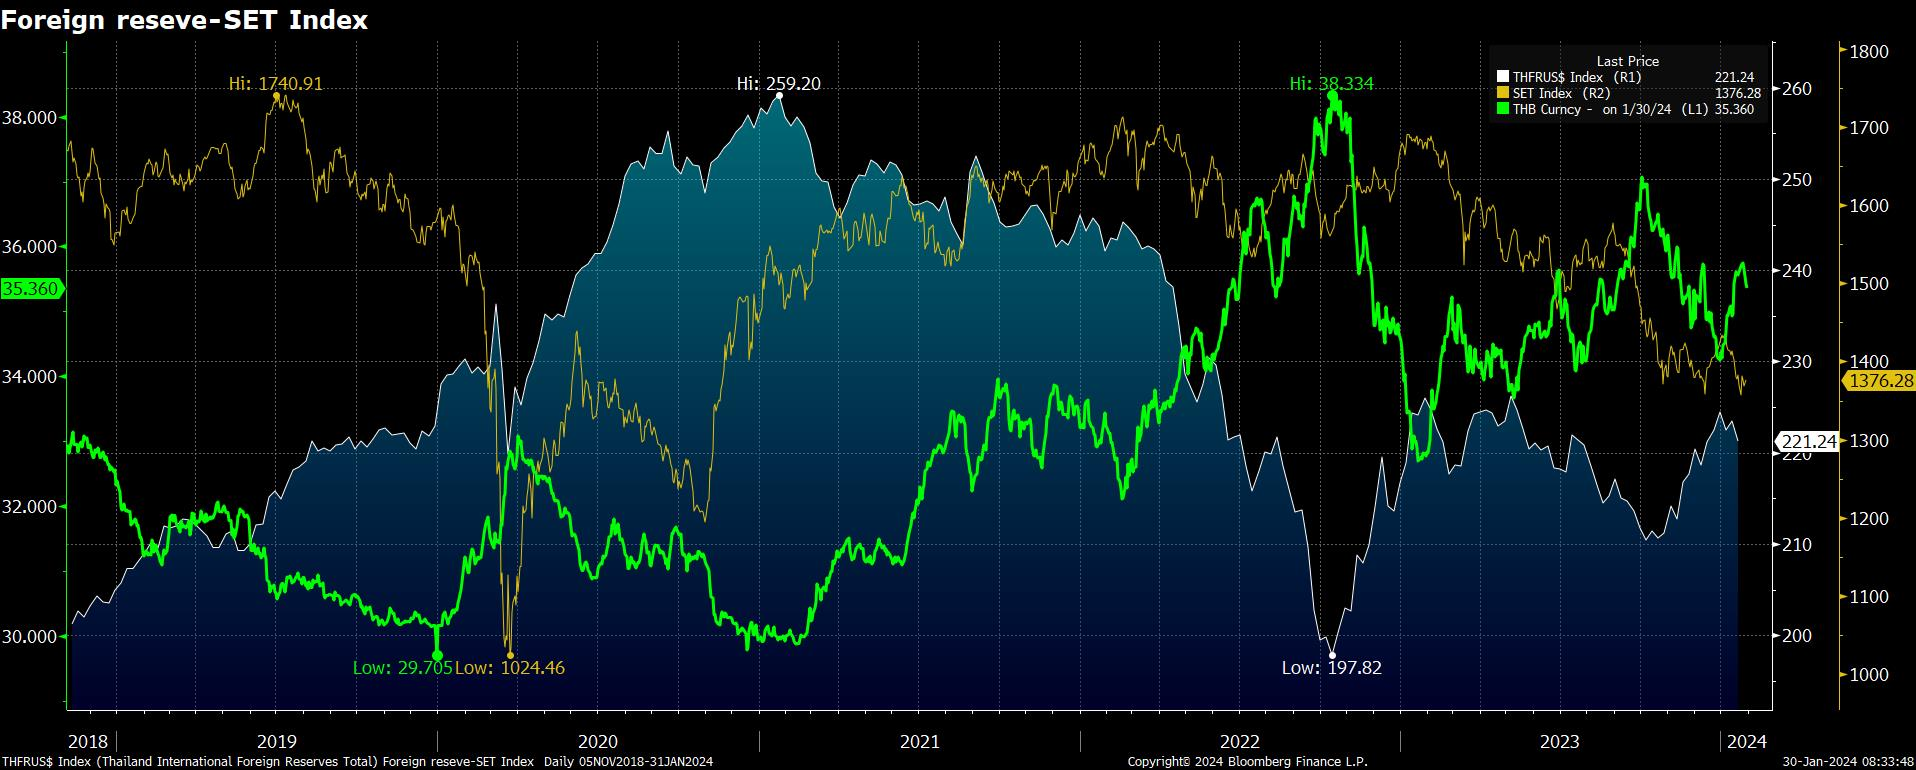 Foreign reseve-SET Index
Hi: 1740.91
Hi: 259.20
Hi: 38.334
Last Price
THFRUS$ Index (R1) 221.24
SET Index (R2) 1376.28
THB Curncy - on 1/30/24 (L1) 35.360
38.000
36.000
35.360
34.000
32.000
30.000
260
250
240
230
221.24
220
210
200
1800
1700
1600
1500
1400
1376.28
1300
1200
1100
1000
Low: 29.705
Low: 1024.46
Low: 197.82
2018
2019
2020
2021
2022
2023
2024
THFRUS$ Index (Thailand International Foreign Reserves Total) Foreign reseve-SET Index Daily 05NOV2018-31JAN2024
Copyright© 2024 Bloomberg Finance L.P.
30-Jan-2024 08:33:48